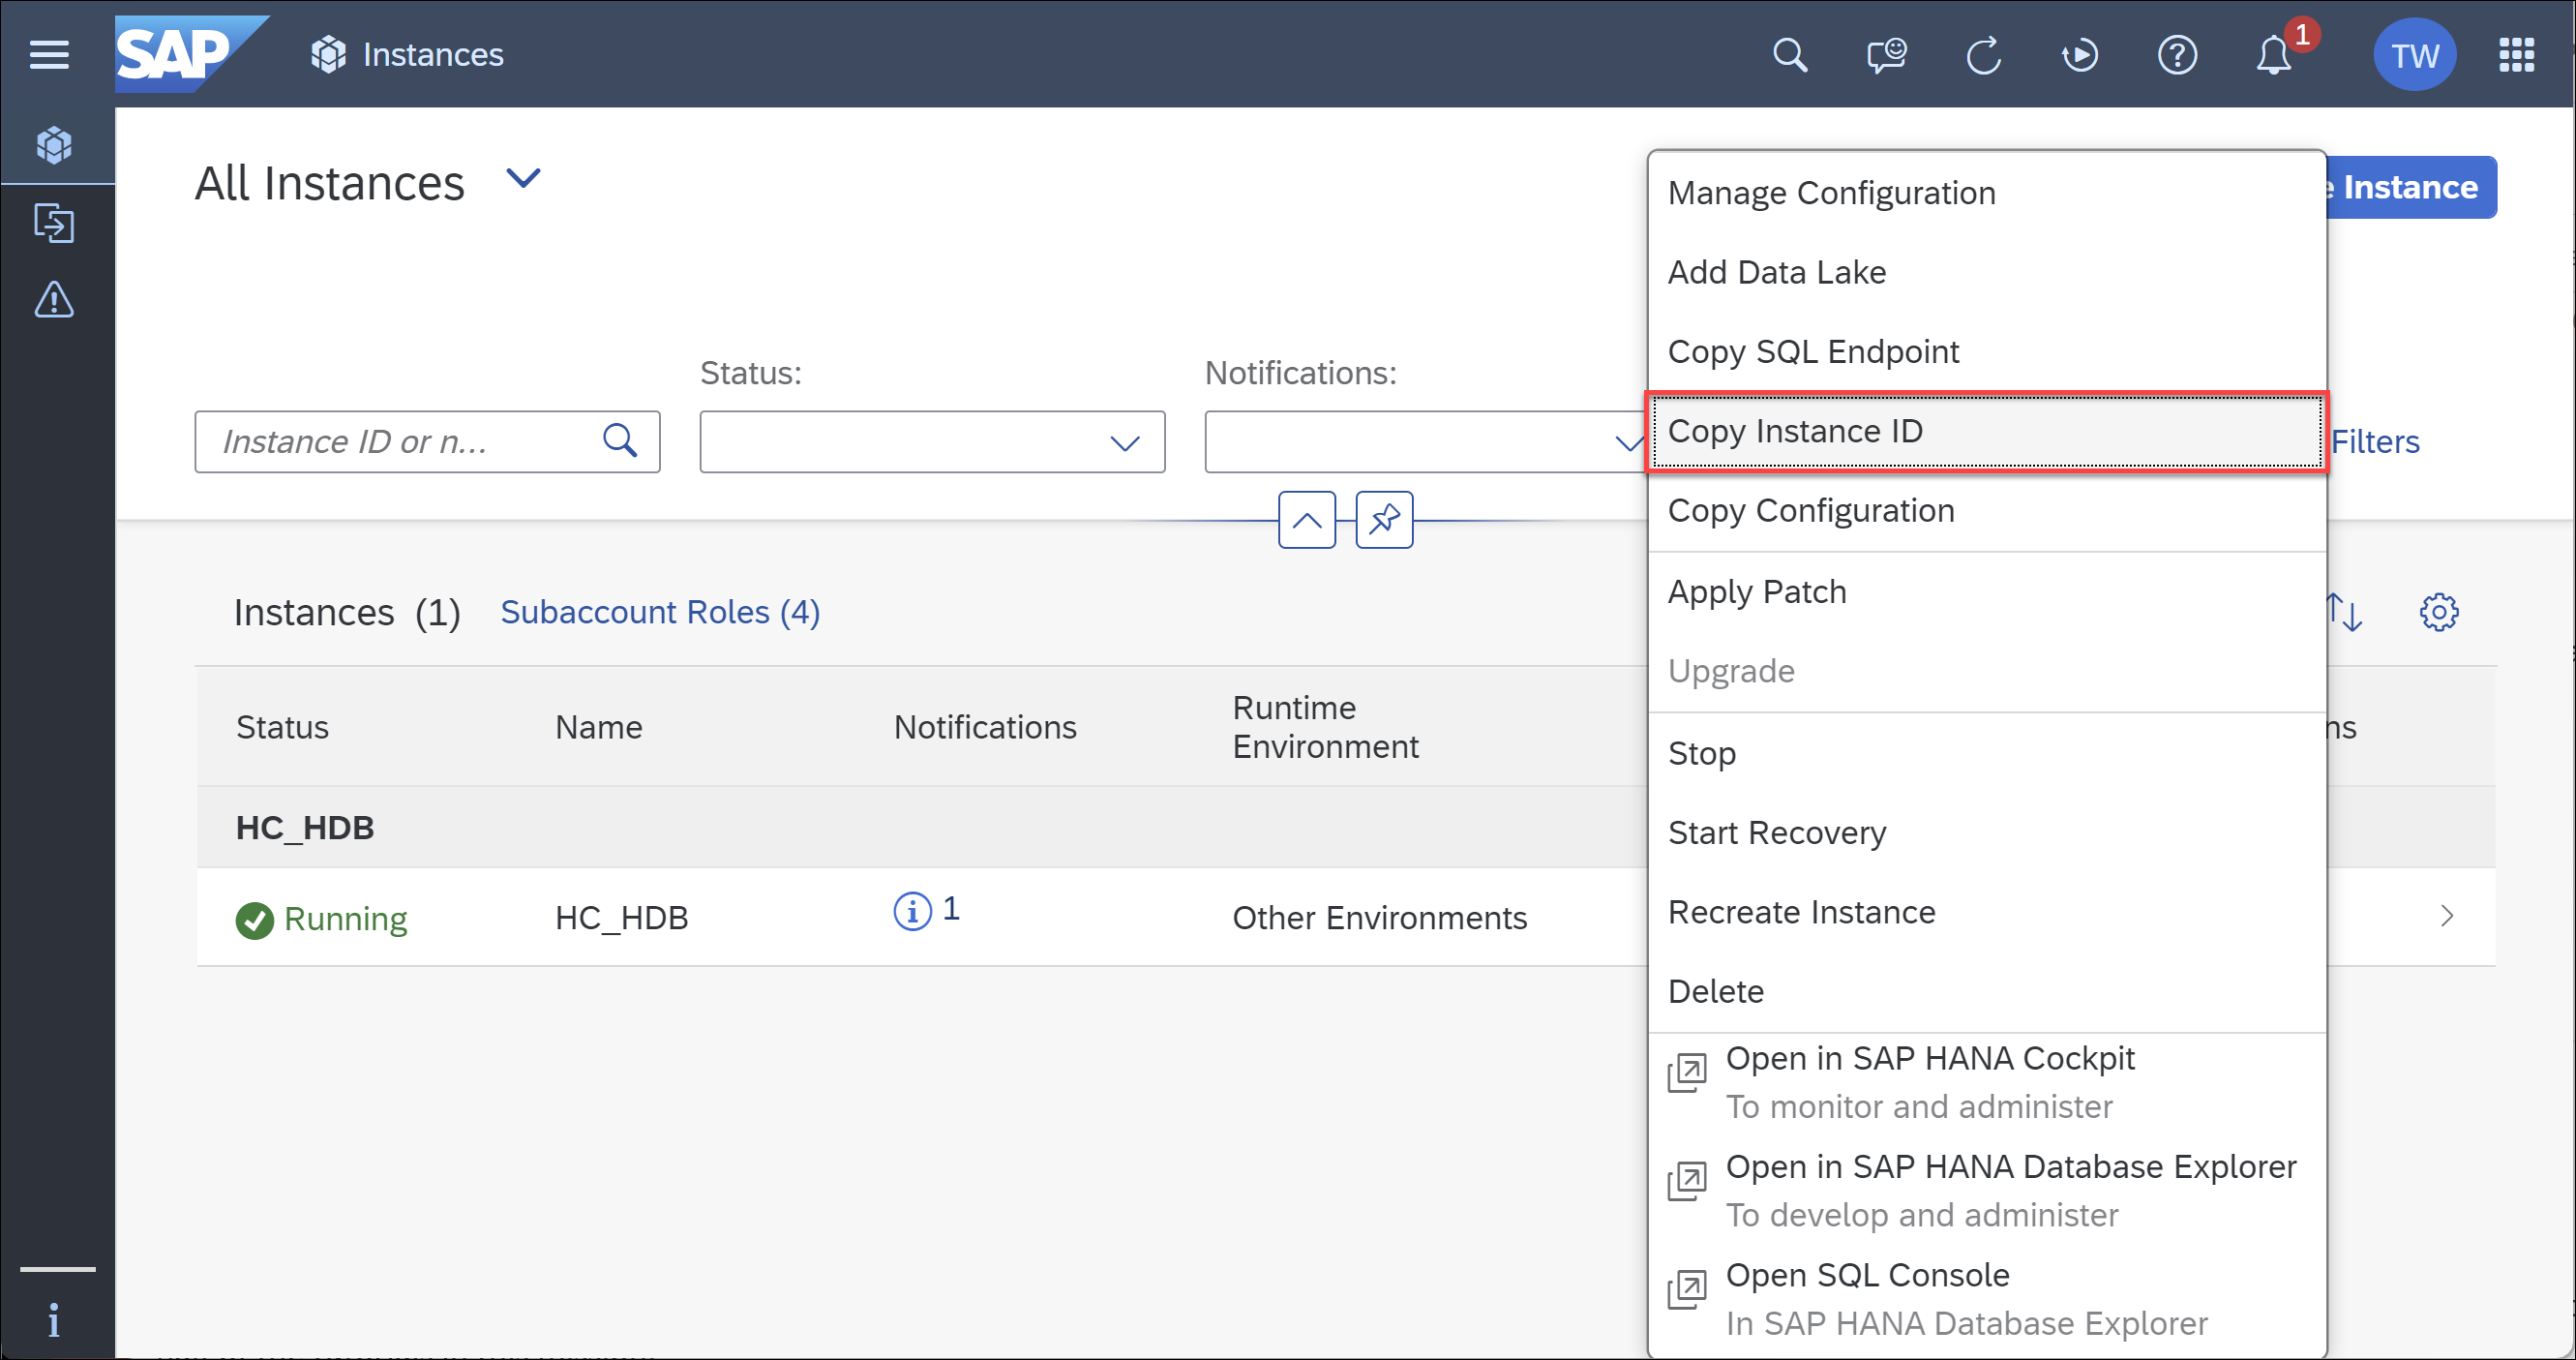 SAP
Instances
1
TW
All Instances
Instance
Manage Configuration
Add Data Lake
Copy SQL Endpoint
Copy Instance ID
Copy Configuration
Apply Patch
Upgrade
Stop
Start Recovery
Recreate Instance
Delete
Open in SAP HANA Cockpit
To monitor and administer
Open in SAP HANA Database Explorer
To develop and administer
Open SQL Console
In SAP HANA Database Explorer
Status:
Notifications:
Instance ID or n...
Filters
Instances (1)
Subaccount Roles (4)
Status
Name
Notifications
Runtime
Environment
HC_HDB
Running
HC_HDB
1
Other Environments